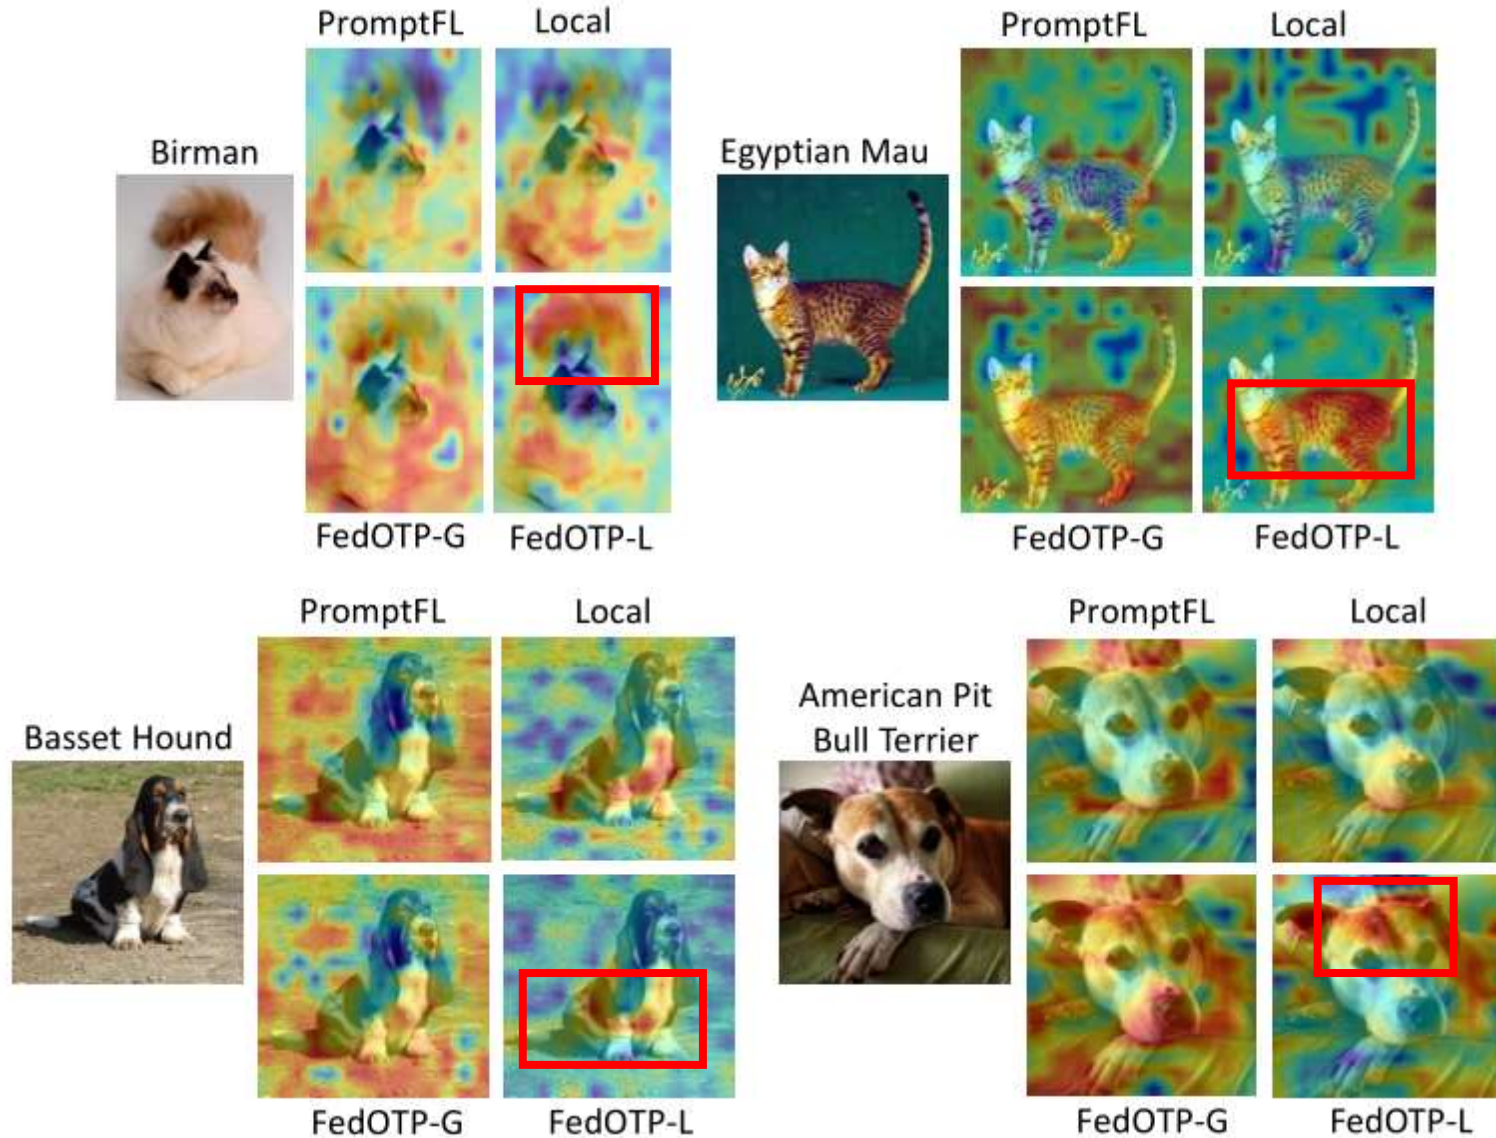 PromptFL Local
Birman
FedOTP-G FedOTP-L
PromptFL Local
Egyptian Mau
FedOTP-G FedOTP-L
PromptFL Local
Basset Hound
FedOTP-G FedOTP-L
PromptFL Local
American Pit
Bull Terrier
FedOTP-G FedOTP-L